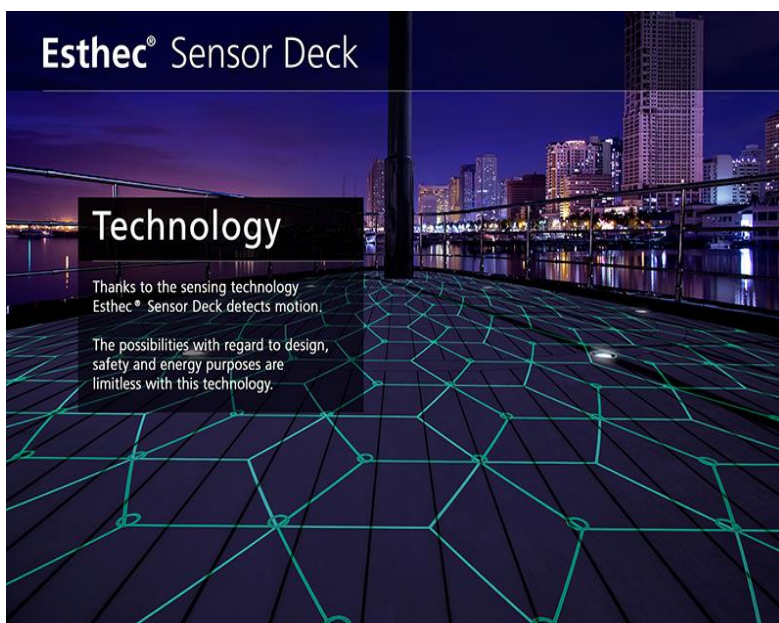 Esthec® Sensor Deck
Technology
Thanks to the sensing technology
Esthec® Sensor Deck detects motion.
The possibilities with regard to design,
safety and energy purposes are
limitless with this technology.